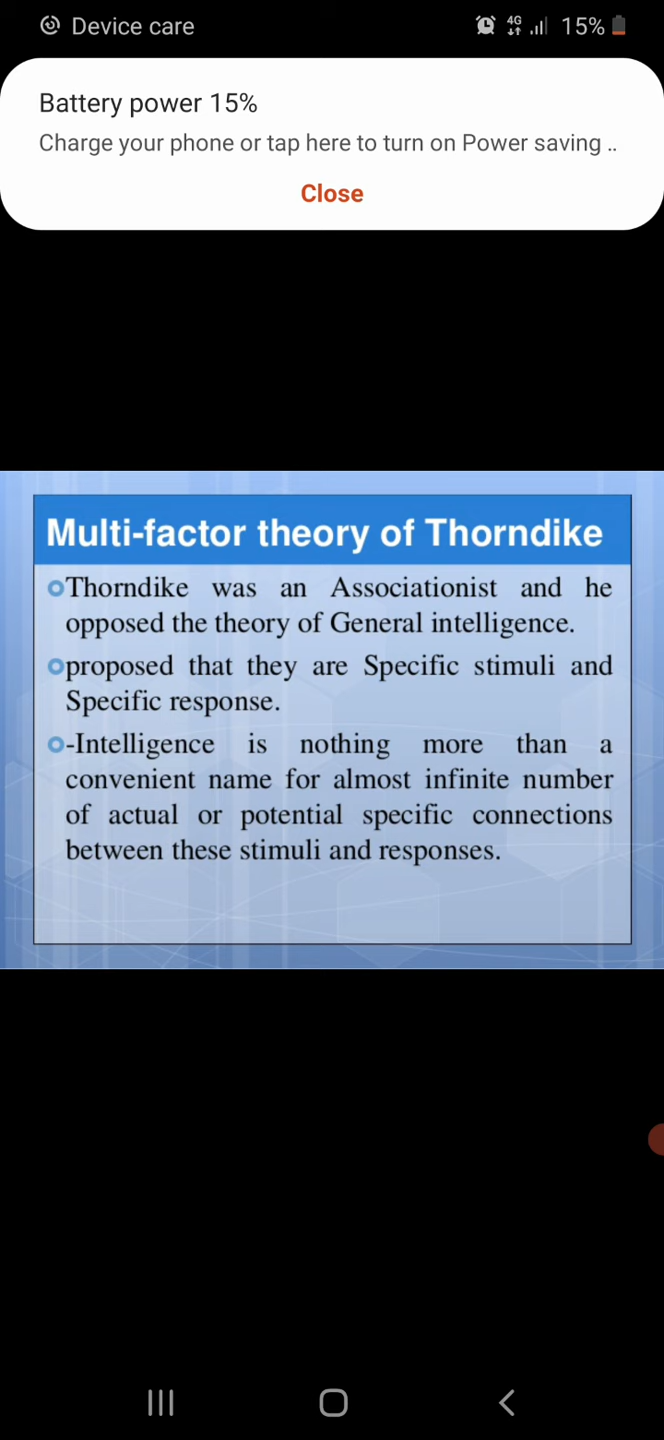 Device care
4G
15%
Battery power 15%
Charge your phone or tap here to turn on Power saving ..
Close
Multi-factor theory of Thorndike
Thorndike was an Associationist and he
opposed the theory of General intelligence.
proposed that they are Specific stimuli and
Specific response.
-Intelligence is nothing more than a
convenient name for almost infinite number
of actual or potential specific connections
between these stimuli and responses.